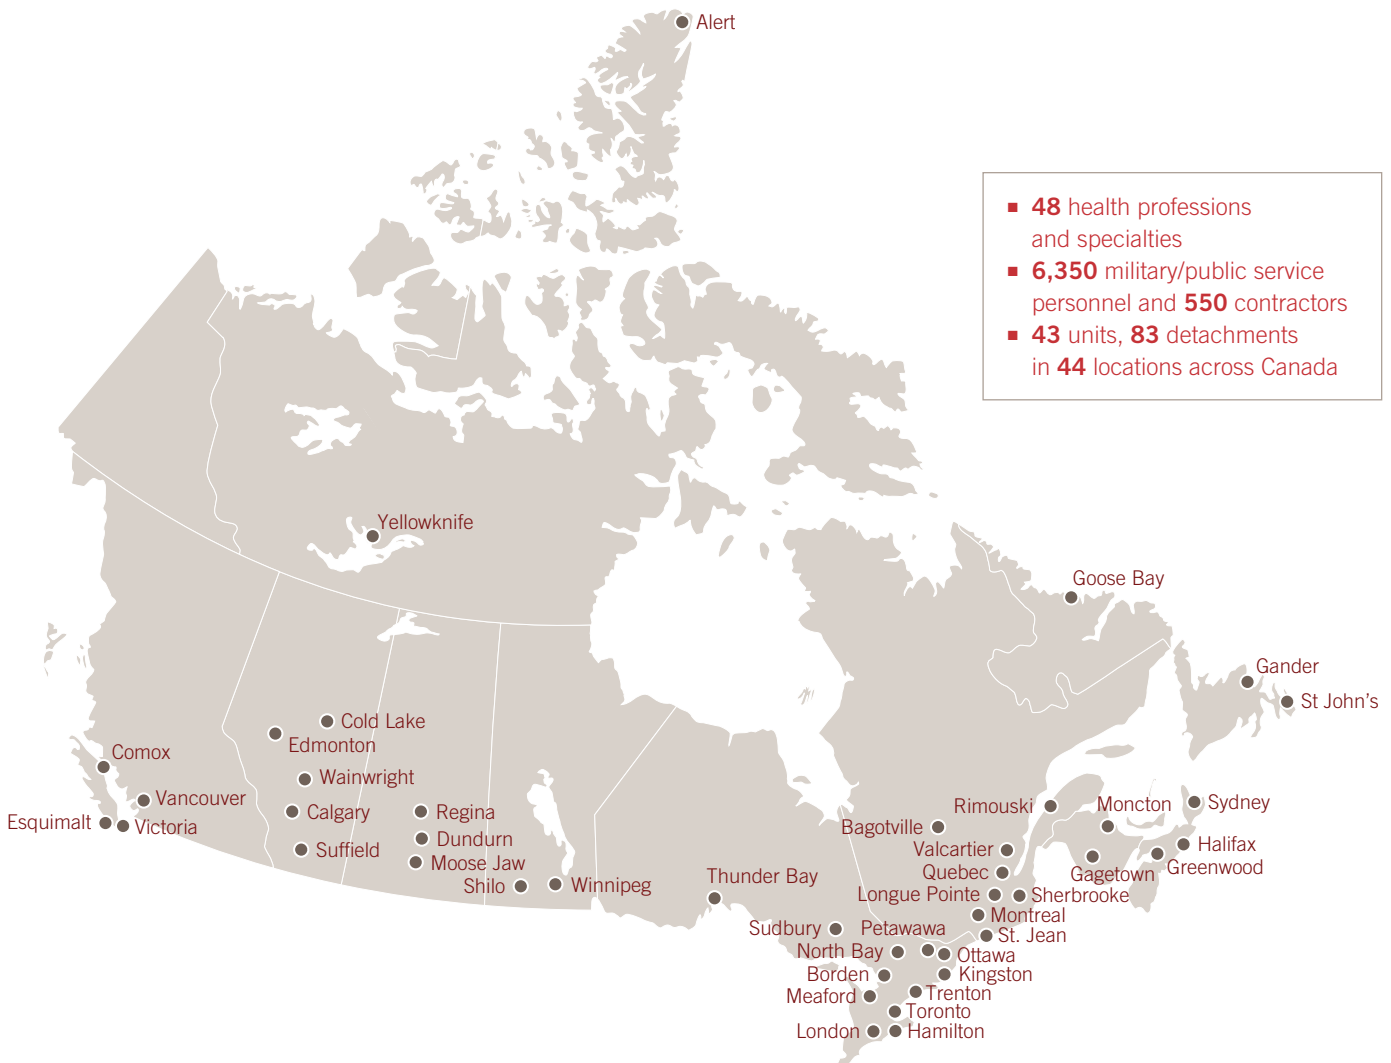 Alert
▪ 48 health professions
and specialties
▪ 6,350 military/public service
personnel and 550 contractors
▪ 43 units, 83 detachments
in 44 locations across Canada
Yellowknife
Goose Bay
Gander
St John's
Cold Lake
Edmonton
Comox
Wainwright
Vancouver
Calgary
Regina
Esquimalt
Victoria
Dundurn
Suffield
Moose Jaw
Shilo
Winnipeg
Thunder Bay
Rimouski
Moncton
Sydney
Bagotville
Valcartier
Halifax
Quebec
Gagetown
Greenwood
Longue Pointe
Sherbrooke
Montreal
Sudbury
Petawawa
St. Jean
North Bay
Ottawa
Borden
Kingston
Meaford
Trenton
Toronto
London
Hamilton